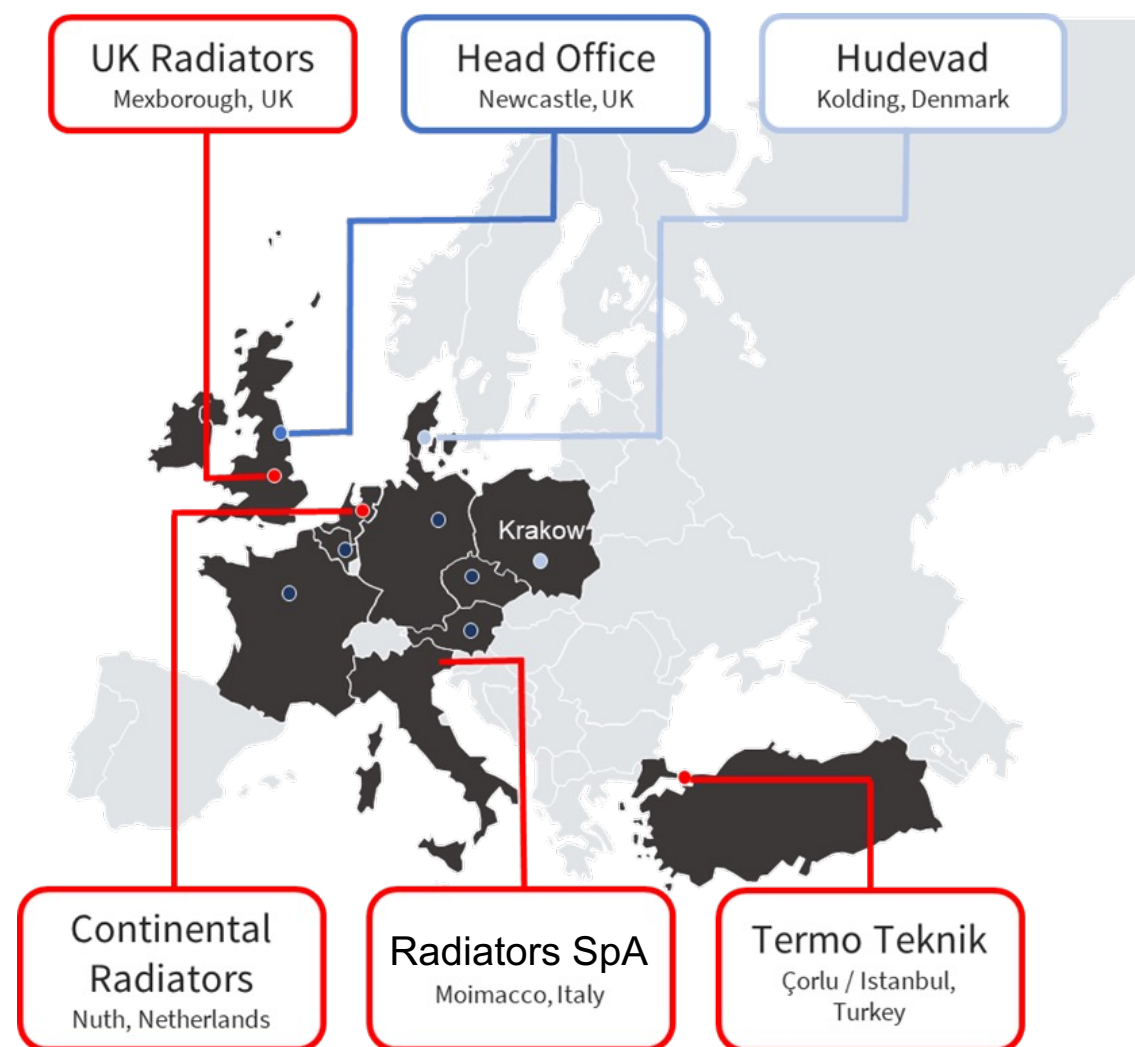 UK Radiators
Mexborough, UK
Head Office
Newcastle, UK
Hudevad
Kolding, Denmark
Krakow
Continental
Radiators
Nuth, Netherlands
Radiators SpA
Moimacco, Italy
Termo Teknik
Çorlu / Istanbul,
Turkey